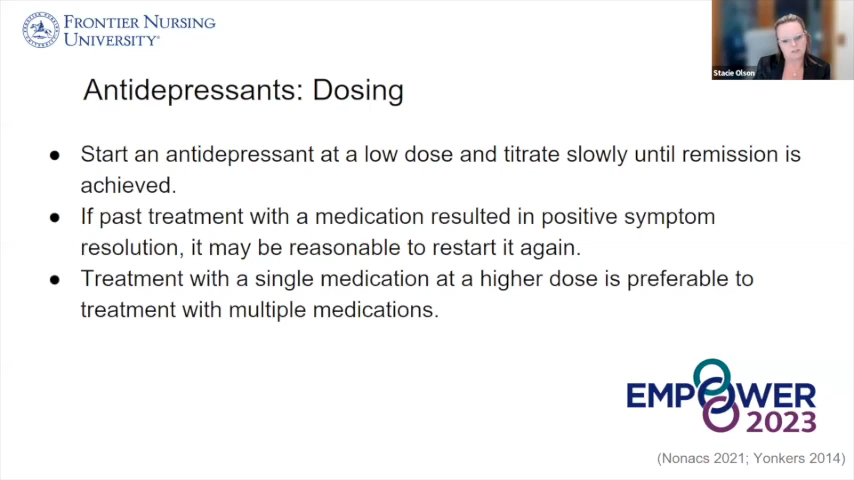 FRONTIER NURSING
UNIVERSITY
Stacie Olson
Antidepressants: Dosing
● Start an antidepressant at a low dose and titrate slowly until remission is
achieved.
● If past treatment with a medication resulted in positive symptom
resolution, it may be reasonable to restart it again.
● Treatment with a single medication at a higher dose is preferable to
treatment with multiple medications.
EMPOWER
2023
(Nonacs 2021; Yonkers 2014)